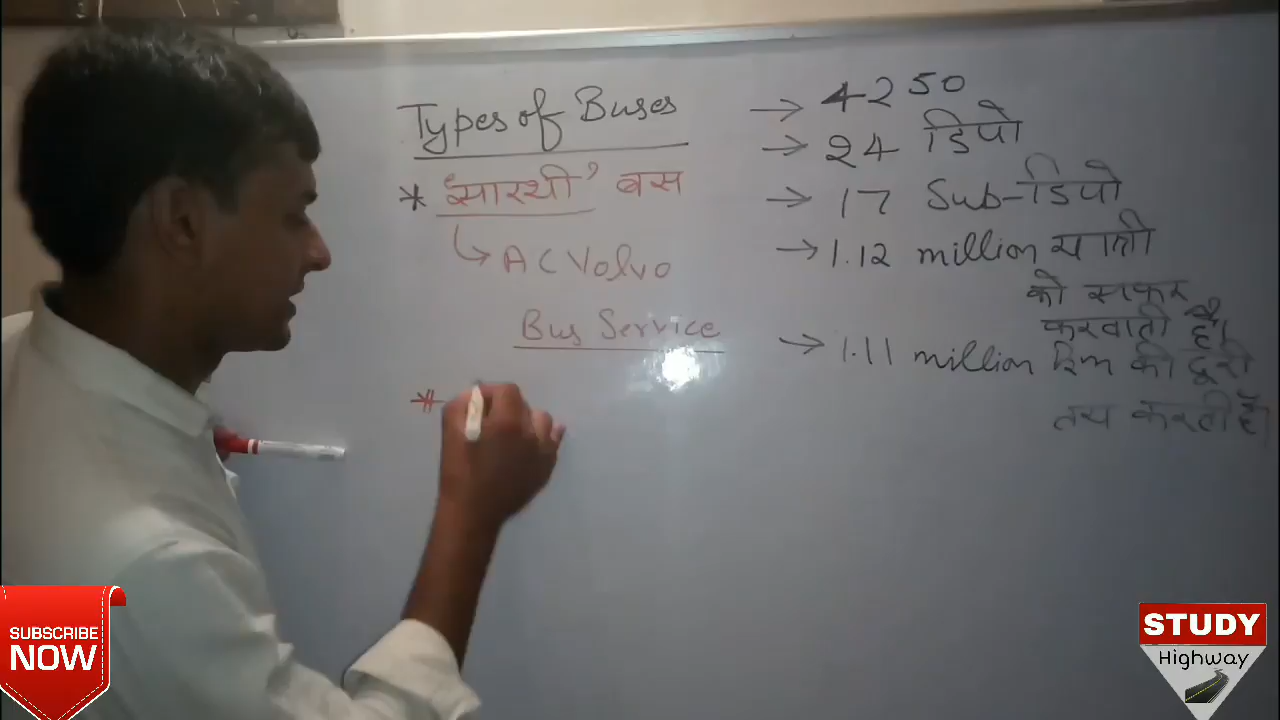 Types of Buses
* 'सारथी' बस
↳ AC Volvo
Bus Service
*
→ 4250
→ 24 डिपो
→ 17 Sub-डिपो
→ 1.12 million यात्री
को सफर
करवाती है।
→ 1.11 million किm की दूरी
तय करती है
SUBSCRIBE
NOW
STUDY
Highway